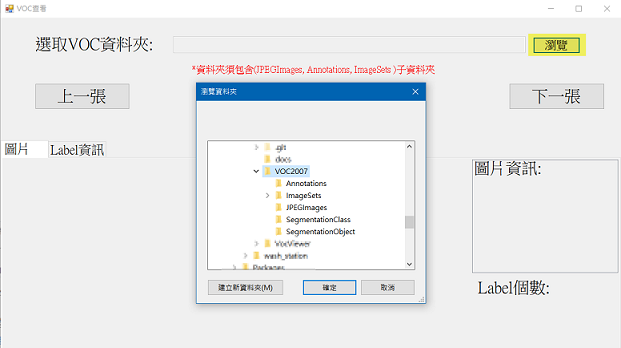 VOC查看
選取VOC資料夾:
瀏覽
*資料夾須包含(JPEGImages, Annotations, ImageSets )子資料夾
上一張
下一張
瀏覽資料夾
.git
docs
VOC2007
Annotations
ImageSets
JPEGImages
SegmentationClass
SegmentationObject
VocViewer
wash_station
Packages
建立新資料夾(M)
確定
取消
圖片
Label資訊
圖片資訊:
Label個數: